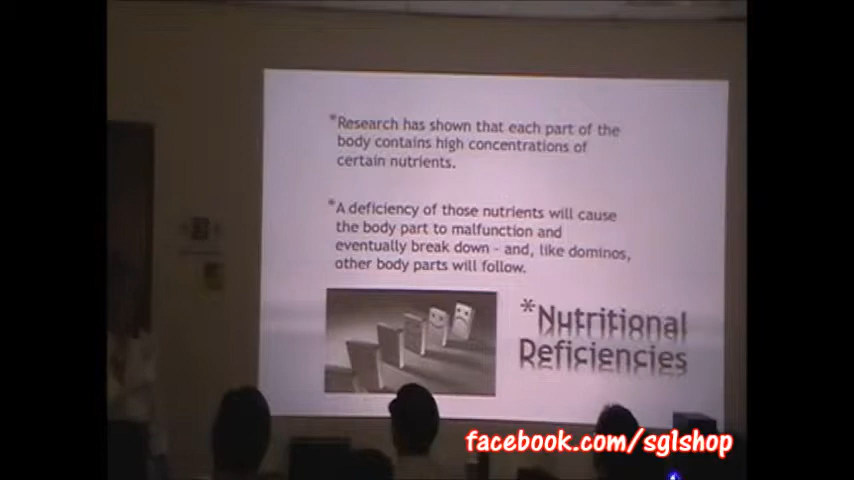 *Research has shown that each part of the
body contains high concentrations of
certain nutrients.
*A deficiency of those nutrients will cause
the body part to malfunction and
eventually break down - and, like dominos,
other body parts will follow.
*Nutritional
Deficiencies
facebook.com/sglshop